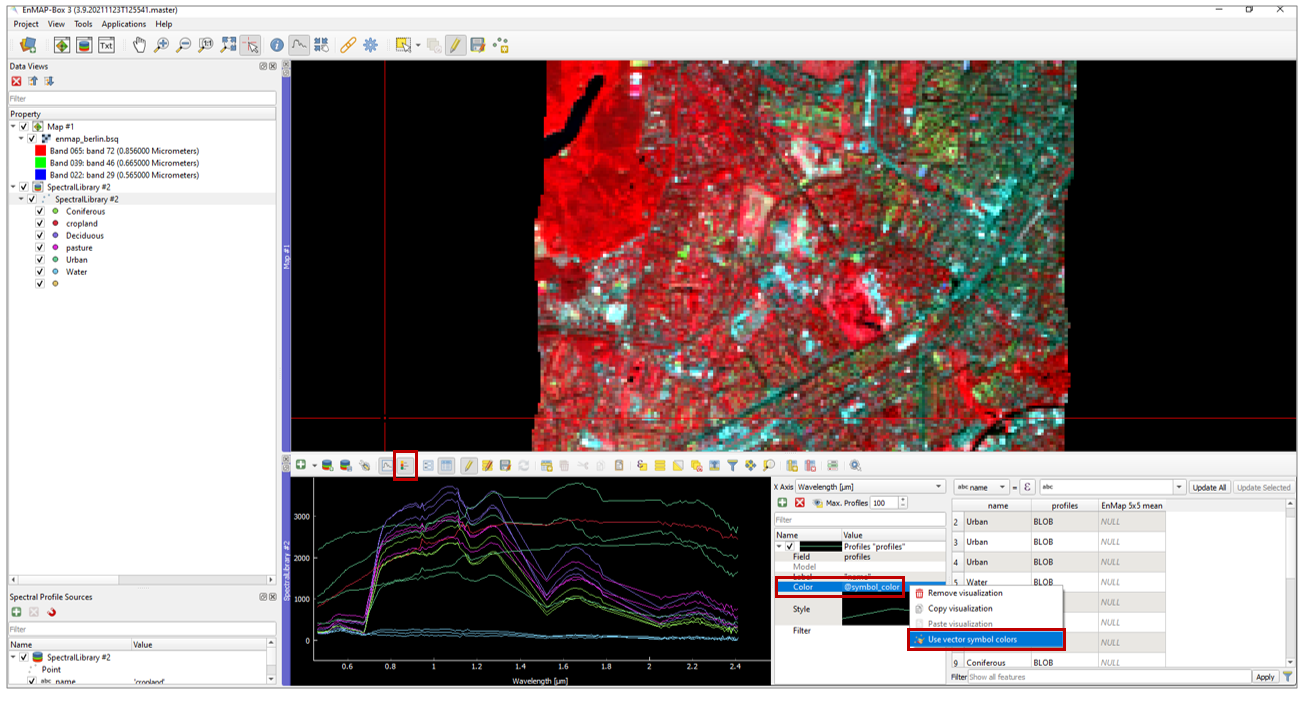 EnMAP-Box 3 (3.9.20211123T125541.master)
Project View Tools Applications Help
Txt
Data Views
Filter
Property
Map #1
enmap_berlin.bsq
Band 065: band 72 (0.856000 Micrometers)
Band 039: band 46 (0.665000 Micrometers)
Band 022: band 29 (0.565000 Micrometers)
SpectralLibrary #2
SpectralLibrary #2
Coniferous
cropland
Deciduous
pasture
Urban
Water
Spectral Profile Sources
Filter
Name Value
SpectralLibrary #2
Point
abc name 'cropland'
Map #1
SpectralLibrary #2
3000
2000
1000
0
0.6 0.8 1 1.2 1.4 1.6 1.8 2 2.2 2.4
Wavelength [µm]
X Axis Wavelength [µm]
Max. Profiles 100
Filter
Name Value
Profiles "profiles"
Field profiles
Model
Label "name"
Color @symbol_color
Style
Filter
Remove visualization
Copy visualization
Paste visualization
Use vector symbol colors
abc name = ε abc Update All Update Selected
name profiles EnMap 5x5 mean
2 Urban BLOB NULL
3 Urban BLOB NULL
4 Urban BLOB NULL
5 Water BLOB NULL
NULL
NULL
NULL
9 Coniferous BLOB NULL
Filter Show all features Apply